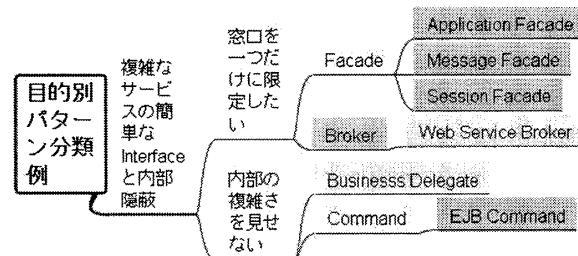 目的別
パター
ン分類
例
複雑な
サービ
スの簡
単な
Interface
と内部
隠蔽
窓口を
一つだ
けに限
定した
い
Facade
Application Facade
Message Facade
Session Facade
Broker
Web Service Broker
内部の
複雑さ
を見せ
ない
Businesss Delegate
Command
EJB Command